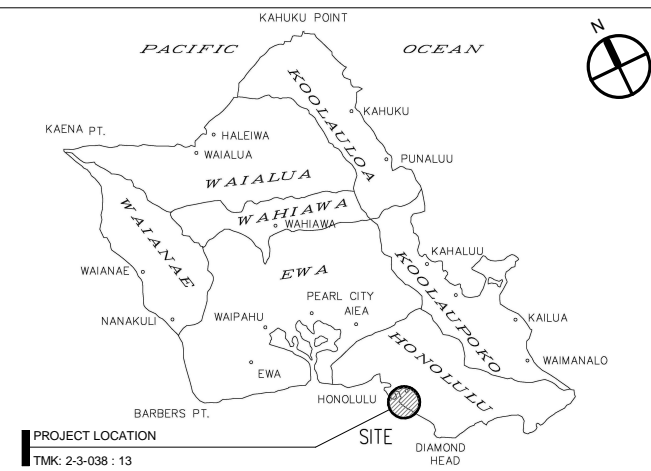 KAHUKU POINT
PACIFIC OCEAN
N
KOOLAULOA
KAHUKU
KAENA PT.
HALEIWA
WAIALUA
PUNALUU
WAIALUA
WAHIAWA
WAHIAWA
WAIANAE
KAHALUU
WAIANAE
EWA
KOOLAUPOKO
PEARL CITY
NANAKULI
WAIPAHU
AIEA
KAILUA
HONOLULU
WAIMANALO
EWA
HONOLULU
BARBERS PT.
PROJECT LOCATION
SITE
DIAMOND
HEAD
TMK: 2-3-038 : 13